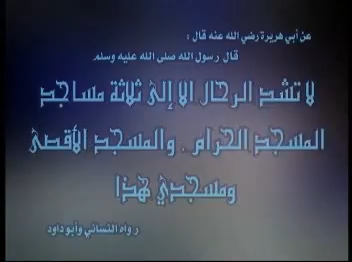 عن أبي هريرة رضي الله عنه قال :
قال رسول الله صلى الله عليه وسلم
لا تشد الرحال الا إلى ثلاثة مساجد
المسجد الحرام . والمسجد الأقصى
ومسجدي هذا
رواه النسائي وأبو داود